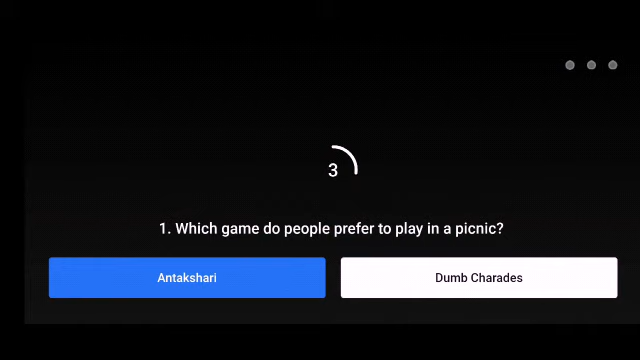 3
1. Which game do people prefer to play in a picnic?
Antakshari
Dumb Charades